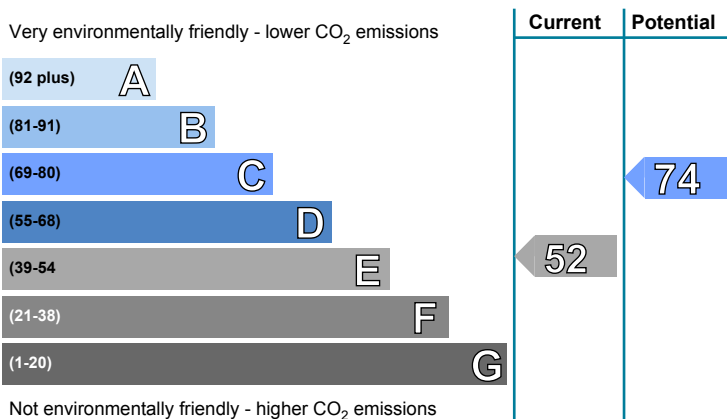 Current Potential
Very environmentally friendly - lower CO2 emissions
(92 plus) A
(81-91) B
(69-80) C
74
(55-68) D
(39-54 E
52
(21-38) F
(1-20) G
Not environmentally friendly - higher CO2 emissions